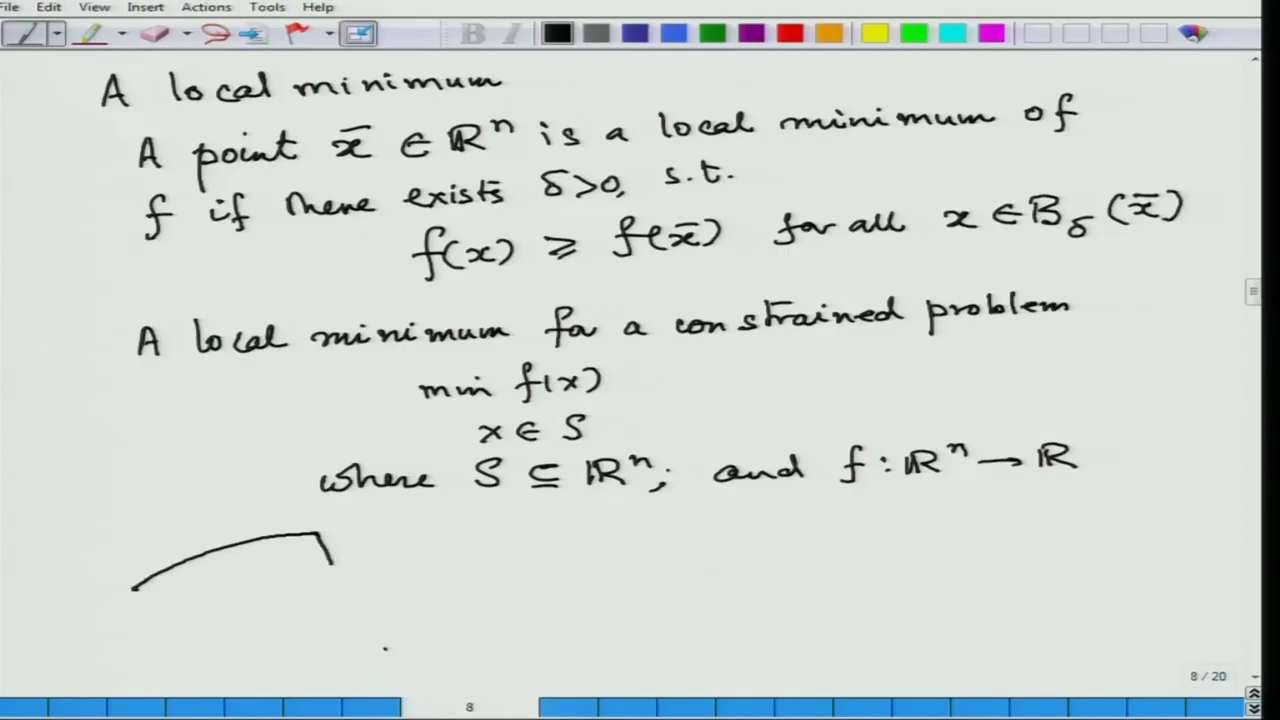 File Edit View Insert Actions Tools Help
B I
A local minimum
A point x̄ ∈ ℝⁿ is a local minimum of
f if there exists δ>0, s.t.
f(x) ≥ f(x̄) for all x ∈ B_δ(x̄)
A local minimum for a constrained problem
min f(x)
x ∈ S
where S ⊆ ℝⁿ; and f : ℝⁿ → ℝ
8 / 20
8